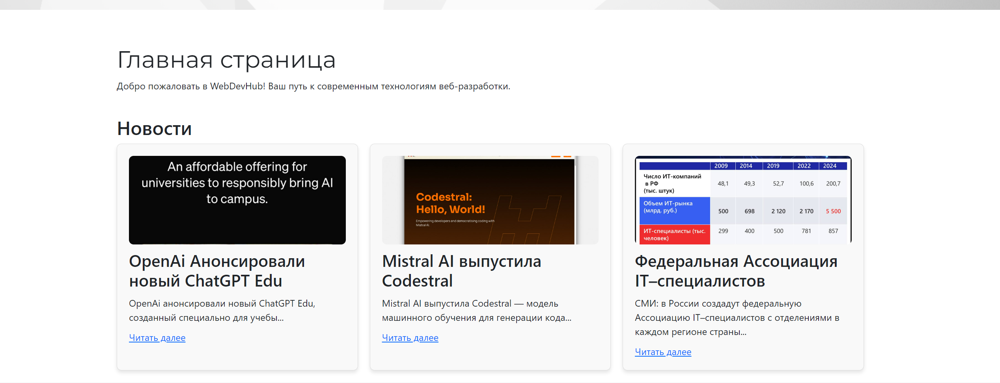 Главная страница
Добро пожаловать в WebDevHub! Ваш путь к современным технологиям веб-разработки.
Новости
An affordable offering for
universities to responsibly bring AI
to campus.
OpenAi Анонсировали
новый ChatGPT Edu
OpenAi анонсировали новый ChatGPT Edu,
созданный специально для учебы...
Читать далее
Codestral:
Hello, World!
Empowering developers and democratising coding with
Mistral AI.
Mistral AI выпустила
Codestral
Mistral AI выпустила Codestral — модель
машинного обучения для генерации кода...
Читать далее
2009 2014 2019 2022 2024
Число ИТ-компаний
в РФ
(тыс. штук)
48,1 49,3 52,7 100,6 200,7
Объем ИТ-рынка
(млрд. руб.)
500 698 2 120 2 170 5 500
ИТ-специалисты (тыс.
человек)
299 400 500 781 857
Федеральная Ассоциация
IT–специалистов
СМИ: в России создадут федеральную
Ассоциацию IT–специалистов с отделениями в
каждом регионе страны...
Читать далее